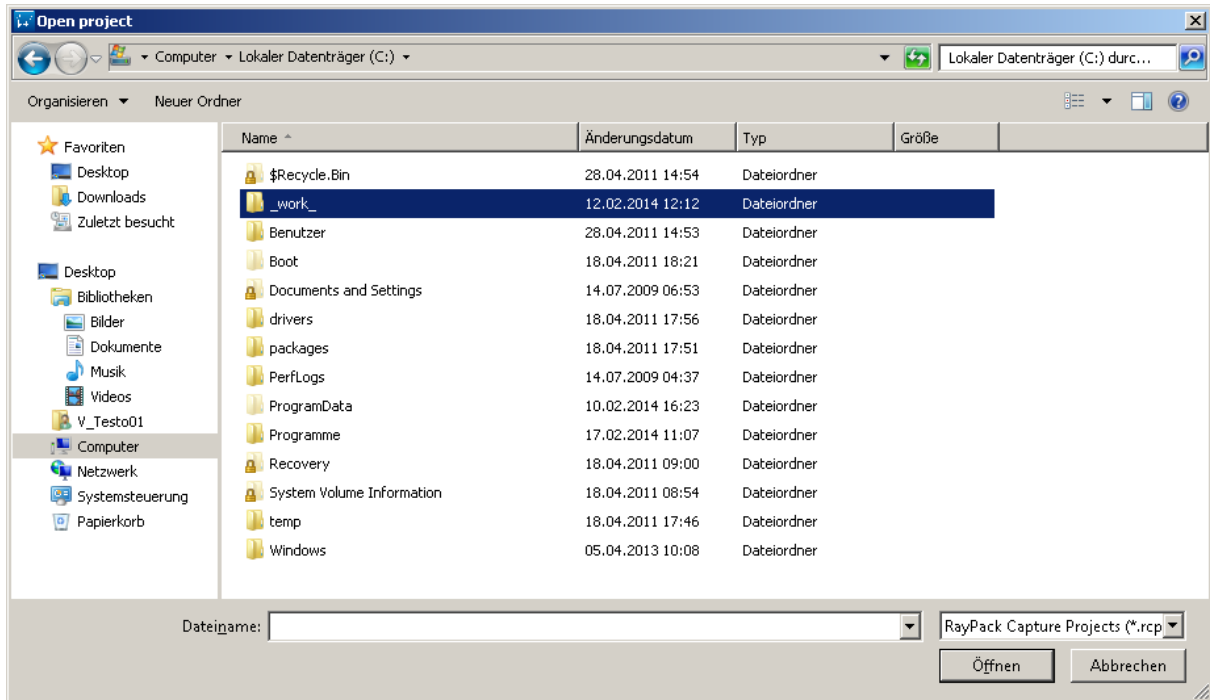 Open project
Computer Lokaler Datenträger (C:)
Lokaler Datenträger (C:) durc...
Organisieren Neuer Ordner
Name Änderungsdatum Typ Größe
Favoriten
Desktop
Downloads
Zuletzt besucht
Desktop
Bibliotheken
Bilder
Dokumente
Musik
Videos
V_Testo01
Computer
Netzwerk
Systemsteuerung
Papierkorb
$Recycle.Bin 28.04.2011 14:54 Dateiordner
_work_ 12.02.2014 12:12 Dateiordner
Benutzer 28.04.2011 14:53 Dateiordner
Boot 18.04.2011 18:21 Dateiordner
Documents and Settings 14.07.2009 06:53 Dateiordner
drivers 18.04.2011 17:56 Dateiordner
packages 18.04.2011 17:51 Dateiordner
PerfLogs 14.07.2009 04:37 Dateiordner
ProgramData 10.02.2014 16:23 Dateiordner
Programme 17.02.2014 11:07 Dateiordner
Recovery 18.04.2011 09:00 Dateiordner
System Volume Information 18.04.2011 08:54 Dateiordner
temp 18.04.2011 17:46 Dateiordner
Windows 05.04.2013 10:08 Dateiordner
Dateiname:
RayPack Capture Projects (*.rcp
Öffnen Abbrechen